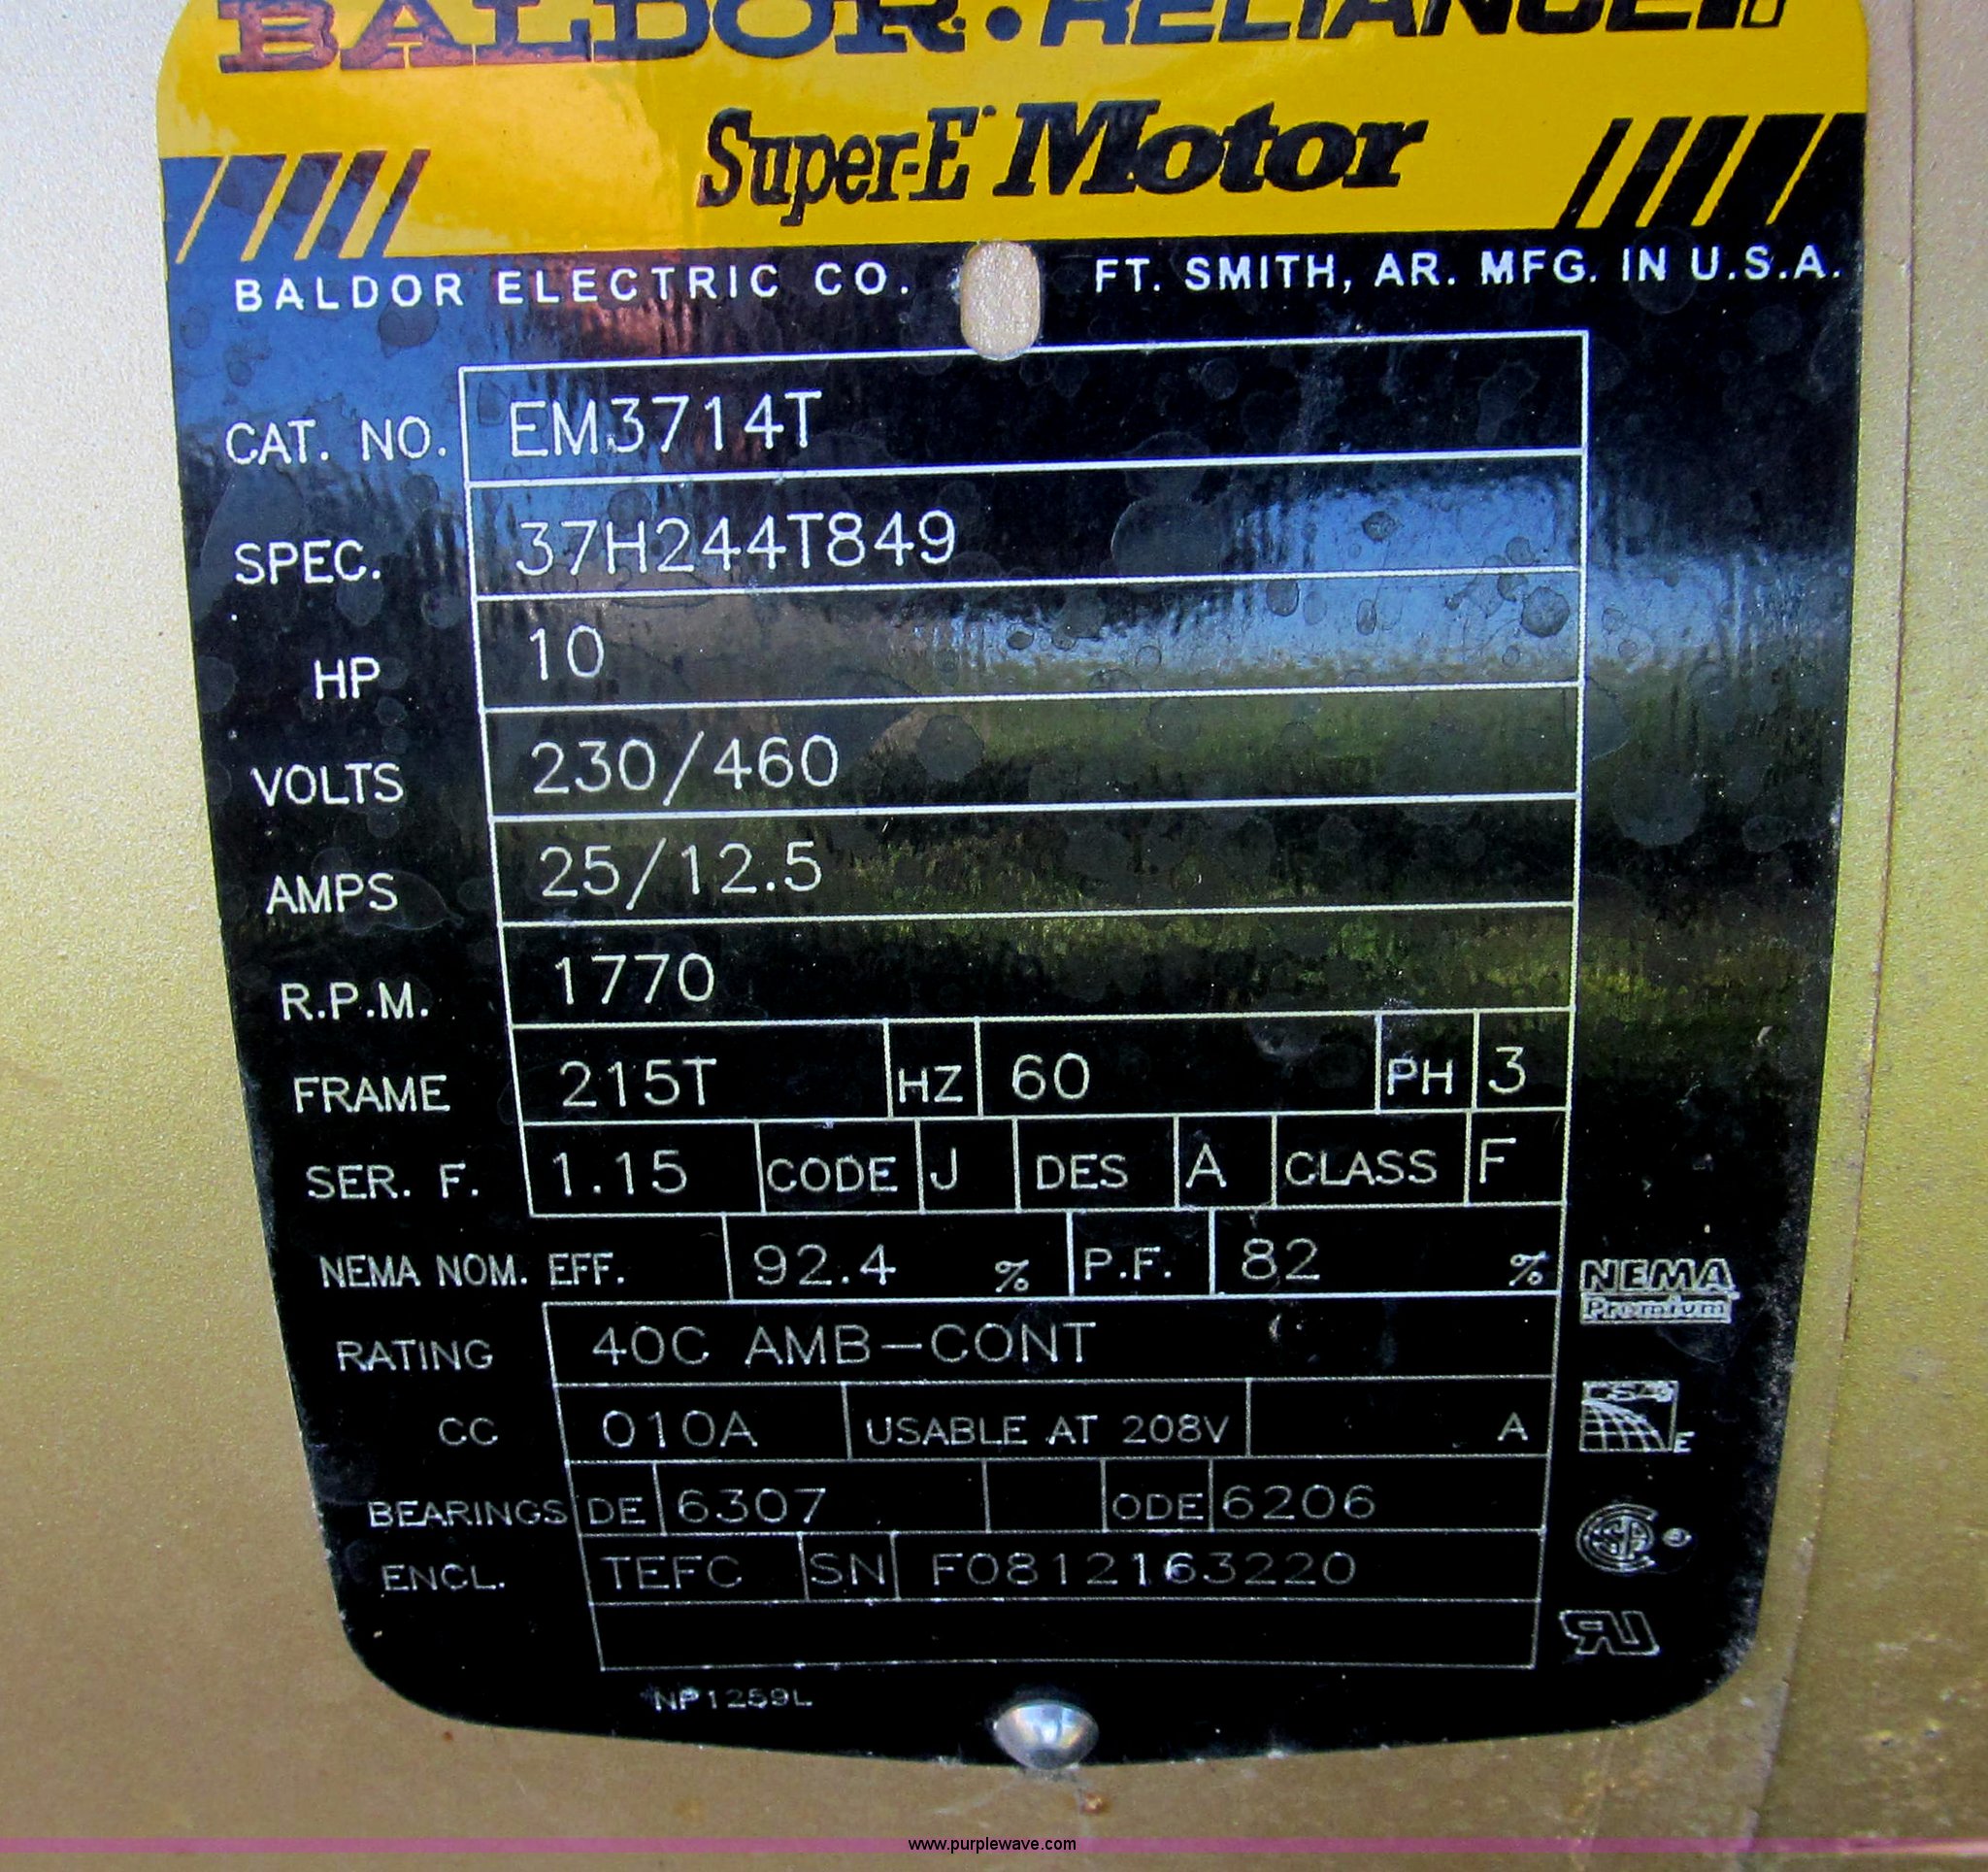 BALDOR • RELIANCE
Super-E Motor
BALDOR ELECTRIC CO. FT. SMITH, AR. MFG. IN U.S.A.
CAT. NO. EM3714T
SPEC. 37H244T849
HP 10
VOLTS 230/460
AMPS 25/12.5
R.P.M. 1770
FRAME 215T HZ 60 PH 3
SER. F. 1.15 CODE J DES A CLASS F
NEMA NOM. EFF. 92.4 % P.F. 82 %
NEMA
Premium
RATING 40C AMB-CONT
CC 010A USABLE AT 208V A
E
BEARINGS DE 6307 ODE 6206
ENCL. TEFC SN F0812163220
NP1259L
www.purplewave.com